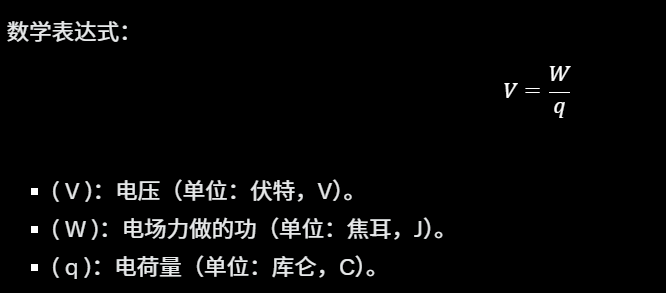 数学表达式：
V = W/q
▪ ( V )：电压（单位：伏特，V）。
▪ ( W )：电场力做的功（单位：焦耳，J）。
▪ ( q )：电荷量（单位：库仑，C）。